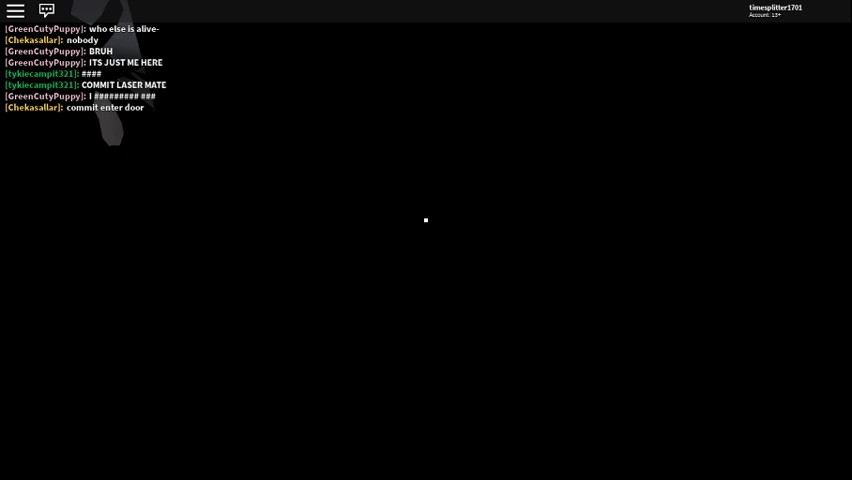 timesplitter1701
Account: 13+
[GreenCutyPuppy]: who else is alive-
[Chekasallar]: nobody
[GreenCutyPuppy]: BRUH
[GreenCutyPuppy]: ITS JUST ME HERE
[tykiecampit321]: ####
[tykiecampit321]: COMMIT LASER MATE
[GreenCutyPuppy]: I ######### ###
[Chekasallar]: commit enter door